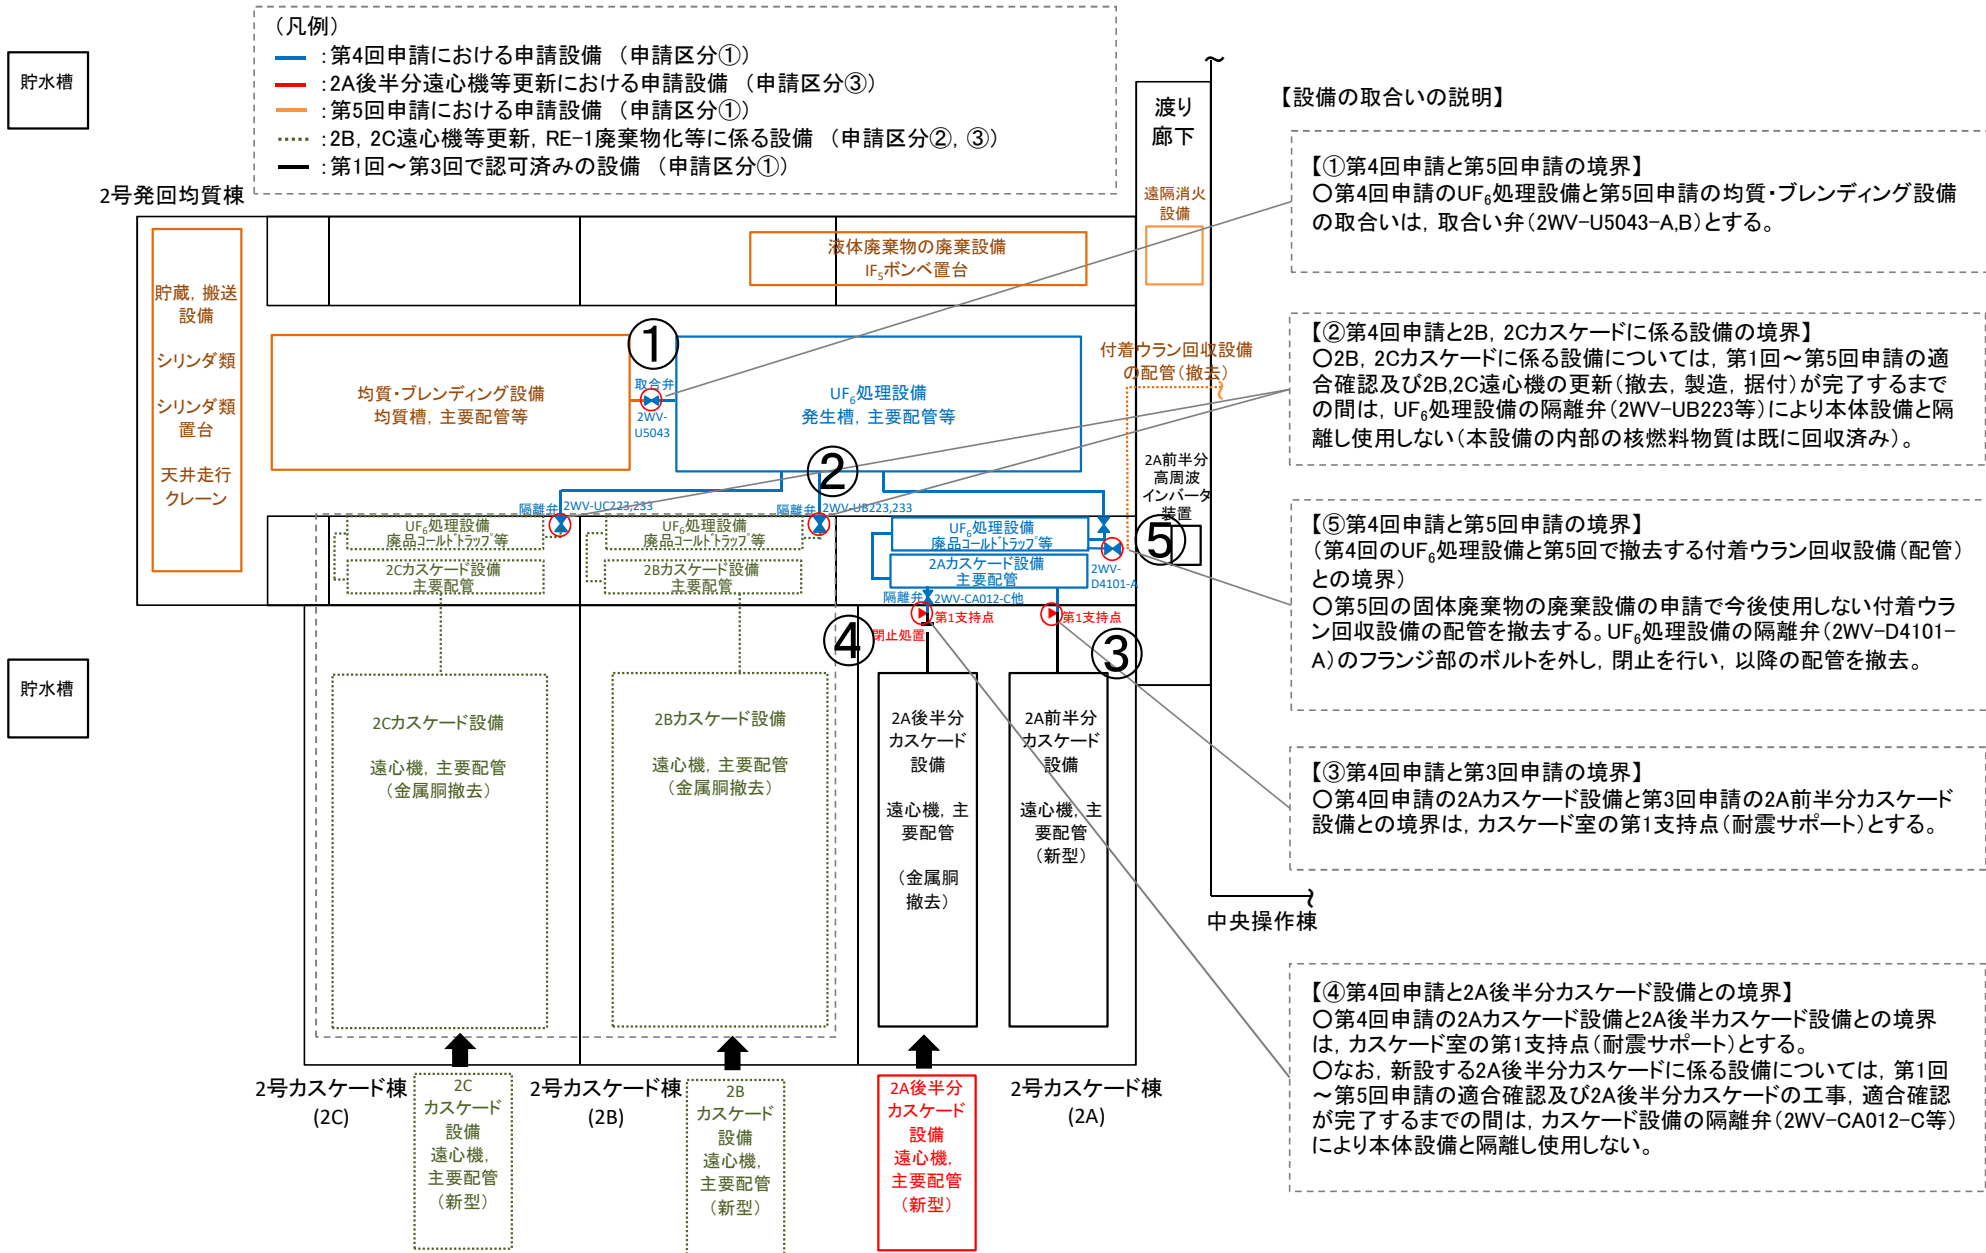 （凡例）
：第4回申請における申請設備 （申請区分①）
：2A後半分遠心機等更新における申請設備 （申請区分③）
：第5回申請における申請設備 （申請区分①）
：2B, 2C遠心機等更新, RE-1廃棄物化等に係る設備 （申請区分②, ③）
：第1回～第3回で認可済みの設備 （申請区分①）
貯水槽
貯水槽
2号発回均質棟
渡り
廊下
遠隔消火
設備
液体廃棄物の廃棄設備
IF5ボンベ置台
貯蔵, 搬送
設備
シリンダ類
シリンダ類
置台
天井走行
クレーン
均質・ブレンディング設備
均質槽, 主要配管等
①
取合弁
2WV-
U5043
UF6処理設備
発生槽, 主要配管等
付着ウラン回収設備
の配管（撤去）
②
2A前半分
高周波
インバータ
装置
⑤
隔離弁
2WV-UC223,233
隔離弁
2WV-UB223,233
UF6処理設備
廃品コールドトラップ等
2Cカスケード設備
主要配管
UF6処理設備
廃品コールドトラップ等
2Bカスケード設備
主要配管
UF6処理設備
廃品コールドトラップ等
2Aカスケード設備
主要配管
2WV-
D4101-A
隔離弁
2WV-CA012-C他
第1支持点
第1支持点
閉止処置
④
③
2Cカスケード設備
遠心機, 主要配管
（金属胴撤去）
2Bカスケード設備
遠心機, 主要配管
（金属胴撤去）
2A後半分
カスケード
設備
遠心機, 主
要配管
（金属胴
撤去）
2A前半分
カスケード
設備
遠心機, 主
要配管
（新型）
中央操作棟
2号カスケード棟
(2C)
2C
カスケード
設備
遠心機,
主要配管
（新型）
2号カスケード棟
(2B)
2B
カスケード
設備
遠心機,
主要配管
（新型）
2A後半分
カスケード
設備
遠心機,
主要配管
（新型）
2号カスケード棟
(2A)
【設備の取合いの説明】
【①第4回申請と第5回申請の境界】
○第4回申請のUF6処理設備と第5回申請の均質・ブレンディング設備
の取合いは, 取合い弁（2WV-U5043-A,B）とする。
【②第4回申請と2B, 2Cカスケードに係る設備の境界】
○2B, 2Cカスケードに係る設備については, 第1回～第5回申請の適
合確認及び2B,2C遠心機の更新（撤去, 製造, 据付）が完了するまで
の間は, UF6処理設備の隔離弁（2WV-UB223等）により本体設備と隔
離し使用しない（本設備の内部の核燃料物質は既に回収済み）。
【⑤第4回申請と第5回申請の境界】
（第4回のUF6処理設備と第5回で撤去する付着ウラン回収設備（配管）
との境界）
○第5回の固体廃棄物の廃棄設備の申請で今後使用しない付着ウラ
ン回収設備の配管を撤去する。UF6処理設備の隔離弁（2WV-D4101-
A）のフランジ部のボルトを外し, 閉止を行い, 以降の配管を撤去。
【③第4回申請と第3回申請の境界】
○第4回申請の2Aカスケード設備と第3回申請の2A前半分カスケード
設備との境界は, カスケード室の第1支持点（耐震サポート）とする。
【④第4回申請と2A後半分カスケード設備との境界】
○第4回申請の2Aカスケード設備と2A後半カスケード設備との境界
は, カスケード室の第1支持点（耐震サポート）とする。
○なお, 新設する2A後半分カスケードに係る設備については, 第1回
～第5回申請の適合確認及び2A後半分カスケードの工事, 適合確認
が完了するまでの間は, カスケード設備の隔離弁（2WV-CA012-C等）
により本体設備と隔離し使用しない。